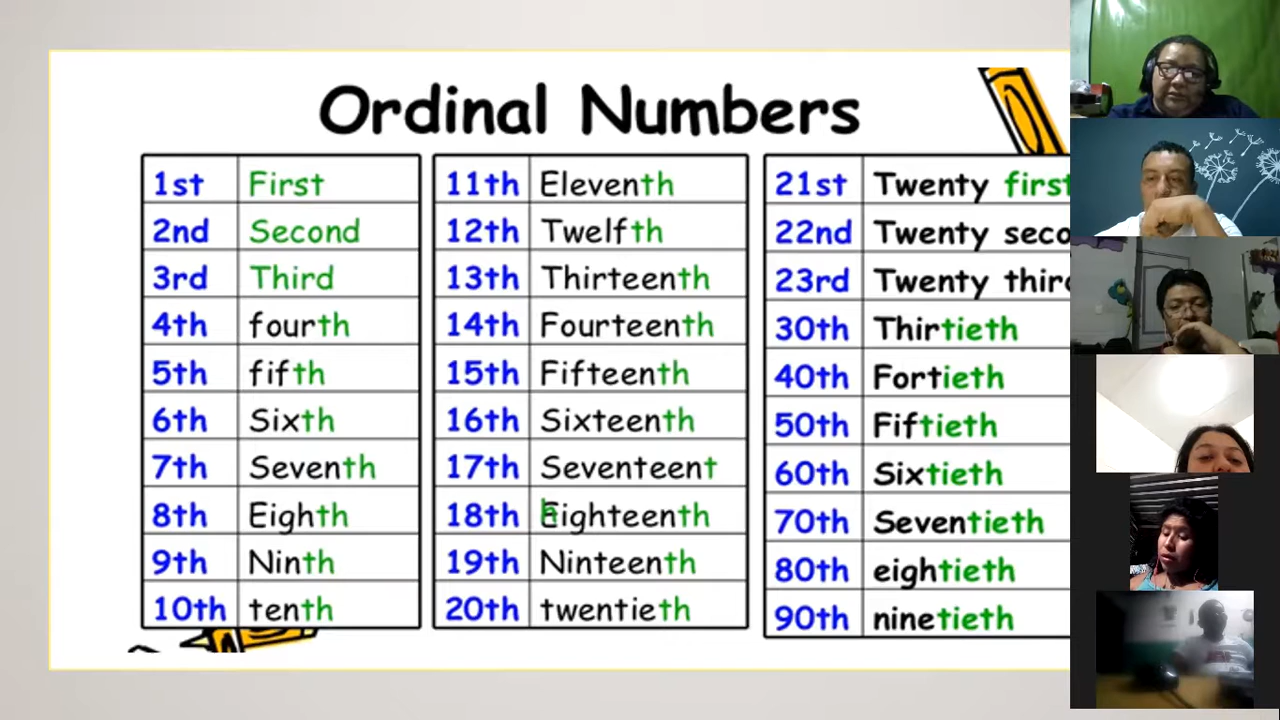 Ordinal Numbers
1st First
2nd Second
3rd Third
4th fourth
5th fifth
6th Sixth
7th Seventh
8th Eighth
9th Ninth
10th tenth
11th Eleventh
12th Twelfth
13th Thirteenth
14th Fourteenth
15th Fifteenth
16th Sixteenth
17th Seventeent
h
18th Eighteenth
19th Ninteenth
20th twentieth
21st Twenty first
22nd Twenty seco
23rd Twenty third
30th Thirtieth
40th Fortieth
50th Fiftieth
60th Sixtieth
70th Seventieth
80th eightieth
90th ninetieth